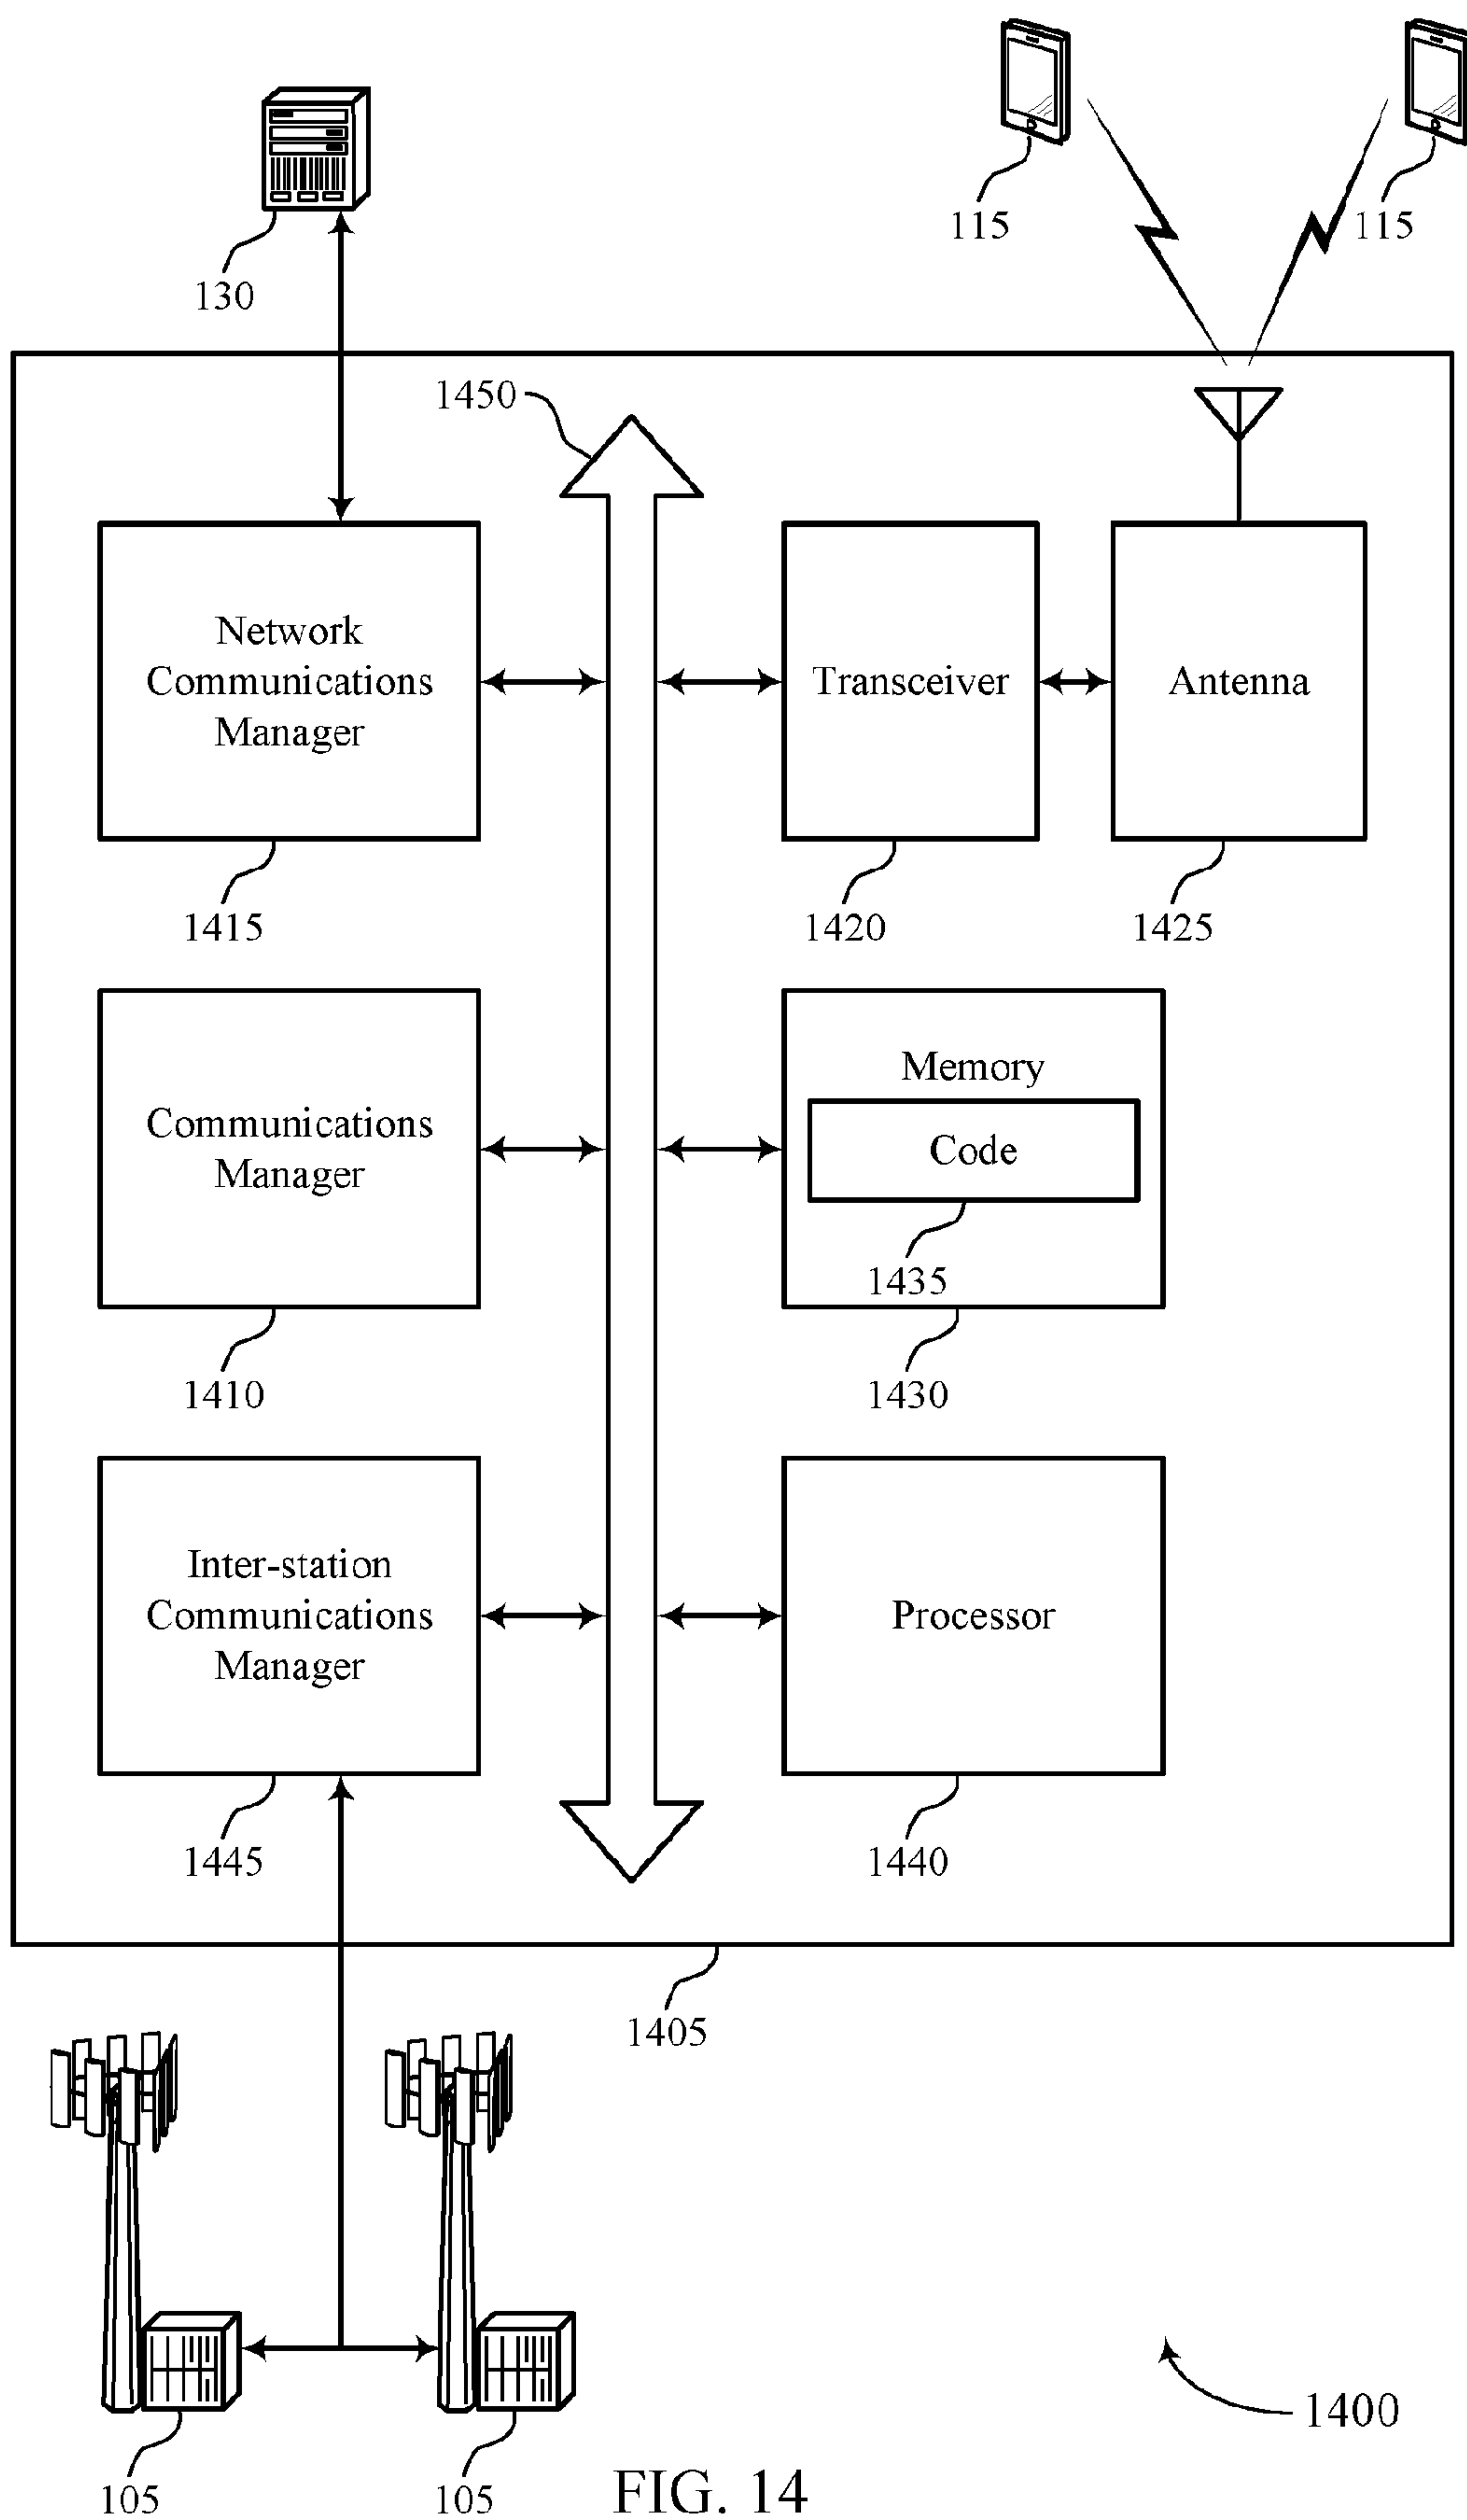 115
115
130
1450
Network
Communications
Manager
Transceiver
Antenna
1415
1420
1425
Communications
Manager
Memory
Code
1435
1410
1430
Inter-station
Communications
Manager
Processor
1445
1440
1405
105
105
1400
FIG. 14